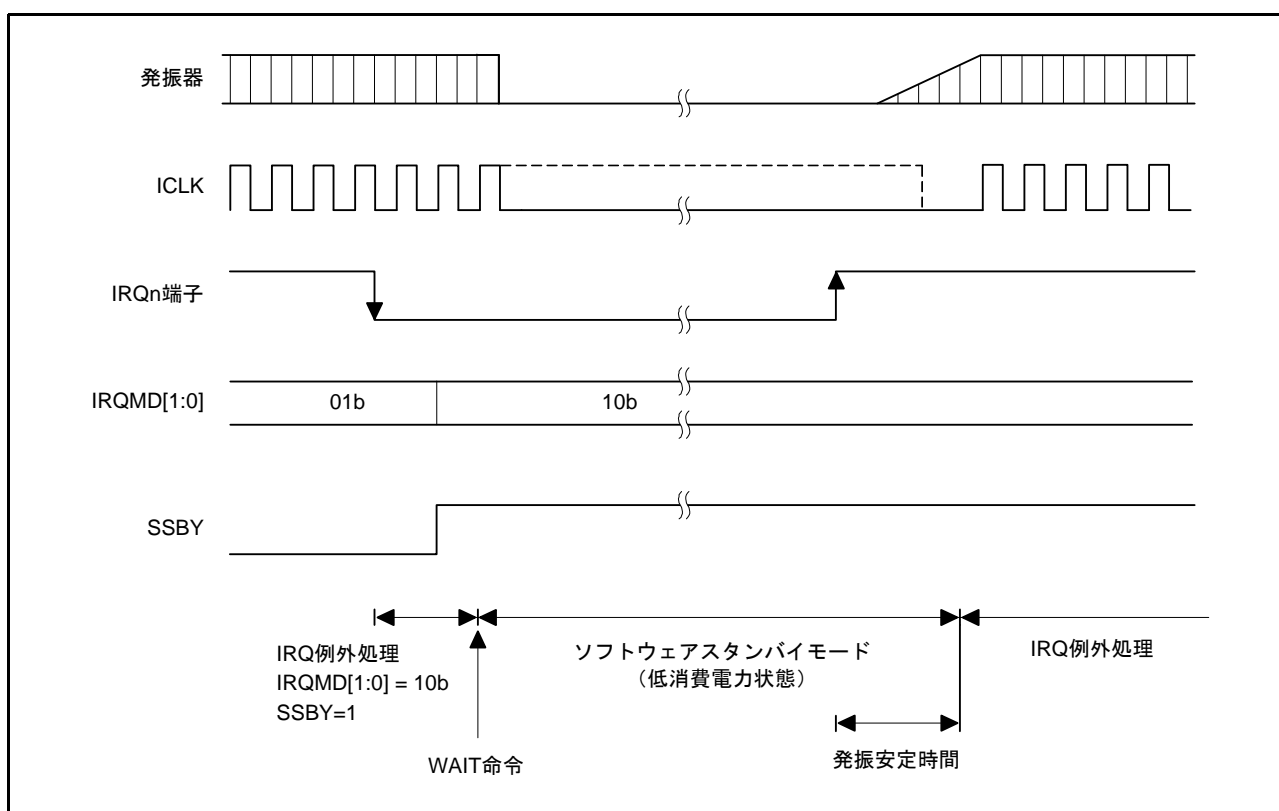 発振器
ICLK
IRQn端子
IRQMD[1:0]
01b
10b
SSBY
IRQ例外処理
IRQMD[1:0] = 10b
SSBY=1
WAIT命令
ソフトウェアスタンバイモード
（低消費電力状態）
発振安定時間
IRQ例外処理